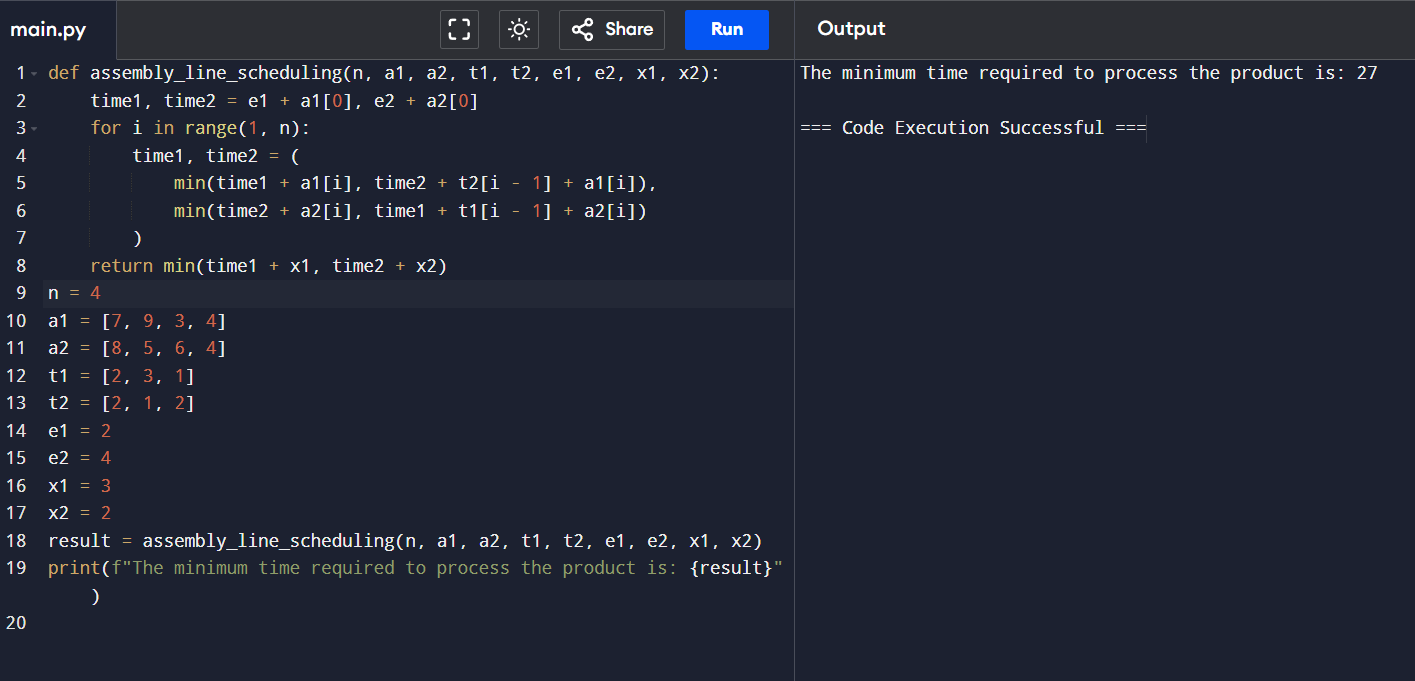 main.py
Share
Run
Output
1 def assembly_line_scheduling(n, a1, a2, t1, t2, e1, e2, x1, x2):
2     time1, time2 = e1 + a1[0], e2 + a2[0]
3     for i in range(1, n):
4         time1, time2 = (
5             min(time1 + a1[i], time2 + t2[i - 1] + a1[i]),
6             min(time2 + a2[i], time1 + t1[i - 1] + a2[i])
7         )
8     return min(time1 + x1, time2 + x2)
9 n = 4
10 a1 = [7, 9, 3, 4]
11 a2 = [8, 5, 6, 4]
12 t1 = [2, 3, 1]
13 t2 = [2, 1, 2]
14 e1 = 2
15 e2 = 4
16 x1 = 3
17 x2 = 2
18 result = assembly_line_scheduling(n, a1, a2, t1, t2, e1, e2, x1, x2)
19 print(f"The minimum time required to process the product is: {result}"
)
20
The minimum time required to process the product is: 27
=== Code Execution Successful ===